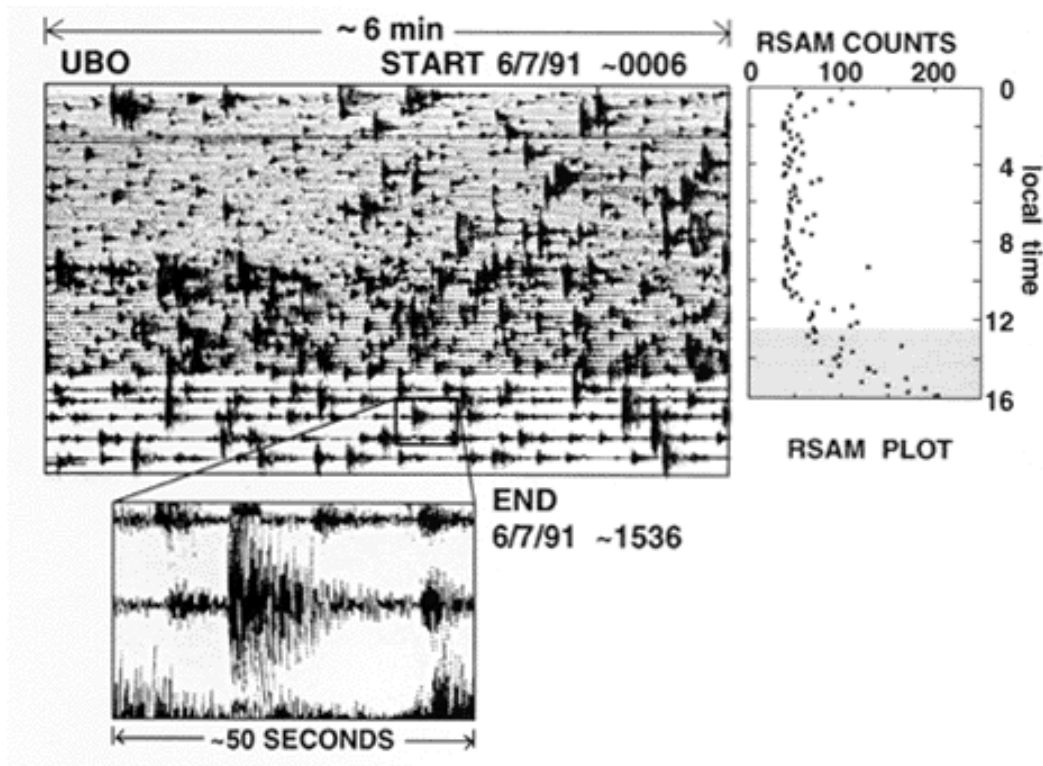 ~ 6 min
UBO
START 6/7/91 ~0006
RSAM COUNTS
0 100 200
0
4
8
12
16
local time
RSAM PLOT
END
6/7/91 ~1536
~50 SECONDS